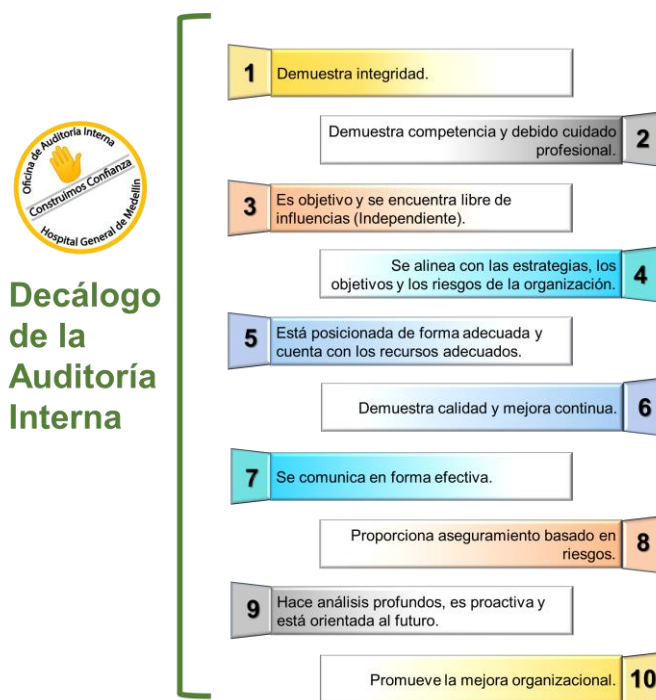 Oficina de Auditoría Interna
Construimos Confianza
Hospital General de Medellín
Decálogo
de la
Auditoría
Interna
1
Demuestra integridad.
Demuestra competencia y debido cuidado
profesional.
2
3
Es objetivo y se encuentra libre de
influencias (Independiente).
Se alinea con las estrategias, los
objetivos y los riesgos de la organización.
4
5
Está posicionada de forma adecuada y
cuenta con los recursos adecuados.
Demuestra calidad y mejora continua.
6
7
Se comunica en forma efectiva.
Proporciona aseguramiento basado en
riesgos.
8
9
Hace análisis profundos, es proactiva y
está orientada al futuro.
Promueve la mejora organizacional.
10